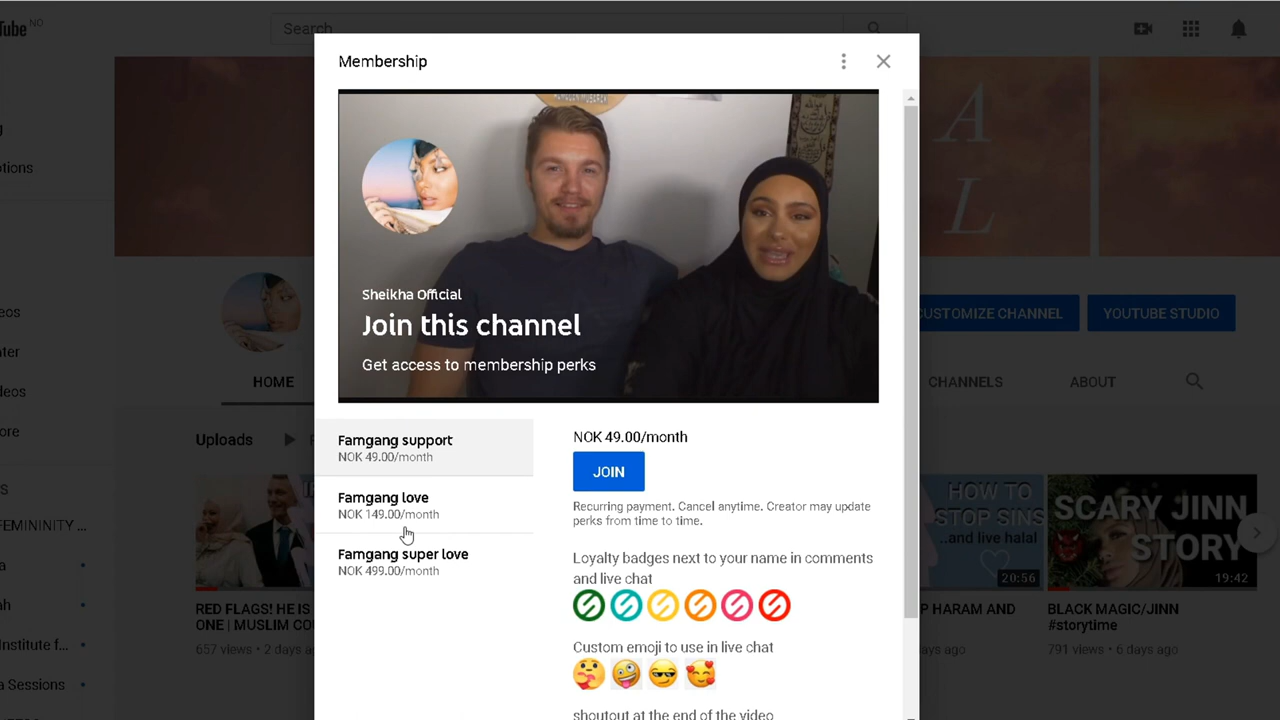 Tube NO
Search
Membership
A
L
Sheikha Official
Join this channel
Get access to membership perks
CUSTOMIZE CHANNEL
YOUTUBE STUDIO
HOME
CHANNELS
ABOUT
Uploads
Famgang support
NOK 49.00/month
Famgang love
NOK 149.00/month
Famgang super love
NOK 499.00/month
NOK 49.00/month
JOIN
Recurring payment. Cancel anytime. Creator may update
perks from time to time.
Loyalty badges next to your name in comments
and live chat
Custom emoji to use in live chat
shoutout at the end of the video
FEMININITY ...
Institute f...
Sessions
RED FLAGS! HE IS
ONE | MUSLIM CO
657 views • 2 days a
HOW TO
STOP SINS
..and live halal
20:56
HARAM AND
ays ago
SCARY JINN
STORY
19:42
BLACK MAGIC/JINN
#storytime
791 views • 6 days ago